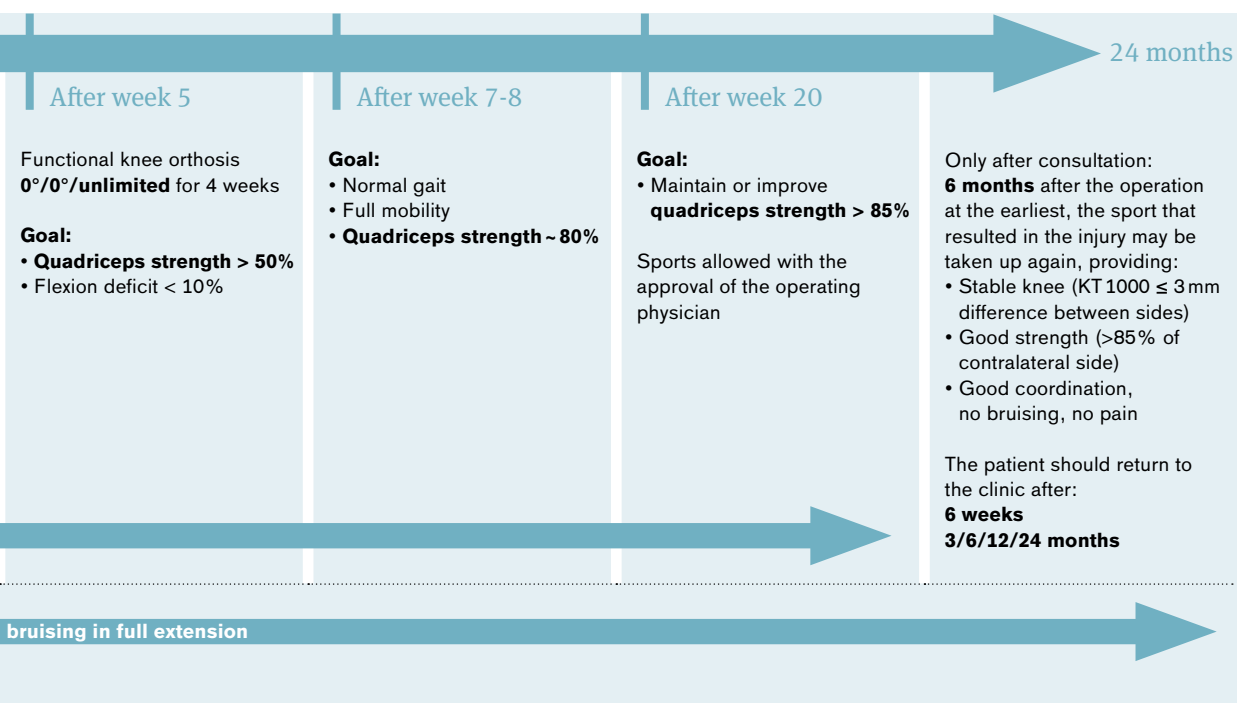 24 months
After week 5
Functional knee orthosis
0°/0°/unlimited for 4 weeks
Goal:
• Quadriceps strength > 50%
• Flexion deficit < 10%
After week 7-8
Goal:
• Normal gait
• Full mobility
• Quadriceps strength ~ 80%
After week 20
Goal:
• Maintain or improve
quadriceps strength > 85%
Sports allowed with the
approval of the operating
physician
Only after consultation:
6 months after the operation
at the earliest, the sport that
resulted in the injury may be
taken up again, providing:
• Stable knee (KT 1000 ≤ 3 mm
difference between sides)
• Good strength (>85% of
contralateral side)
• Good coordination,
no bruising, no pain
The patient should return to
the clinic after:
6 weeks
3/6/12/24 months
bruising in full extension